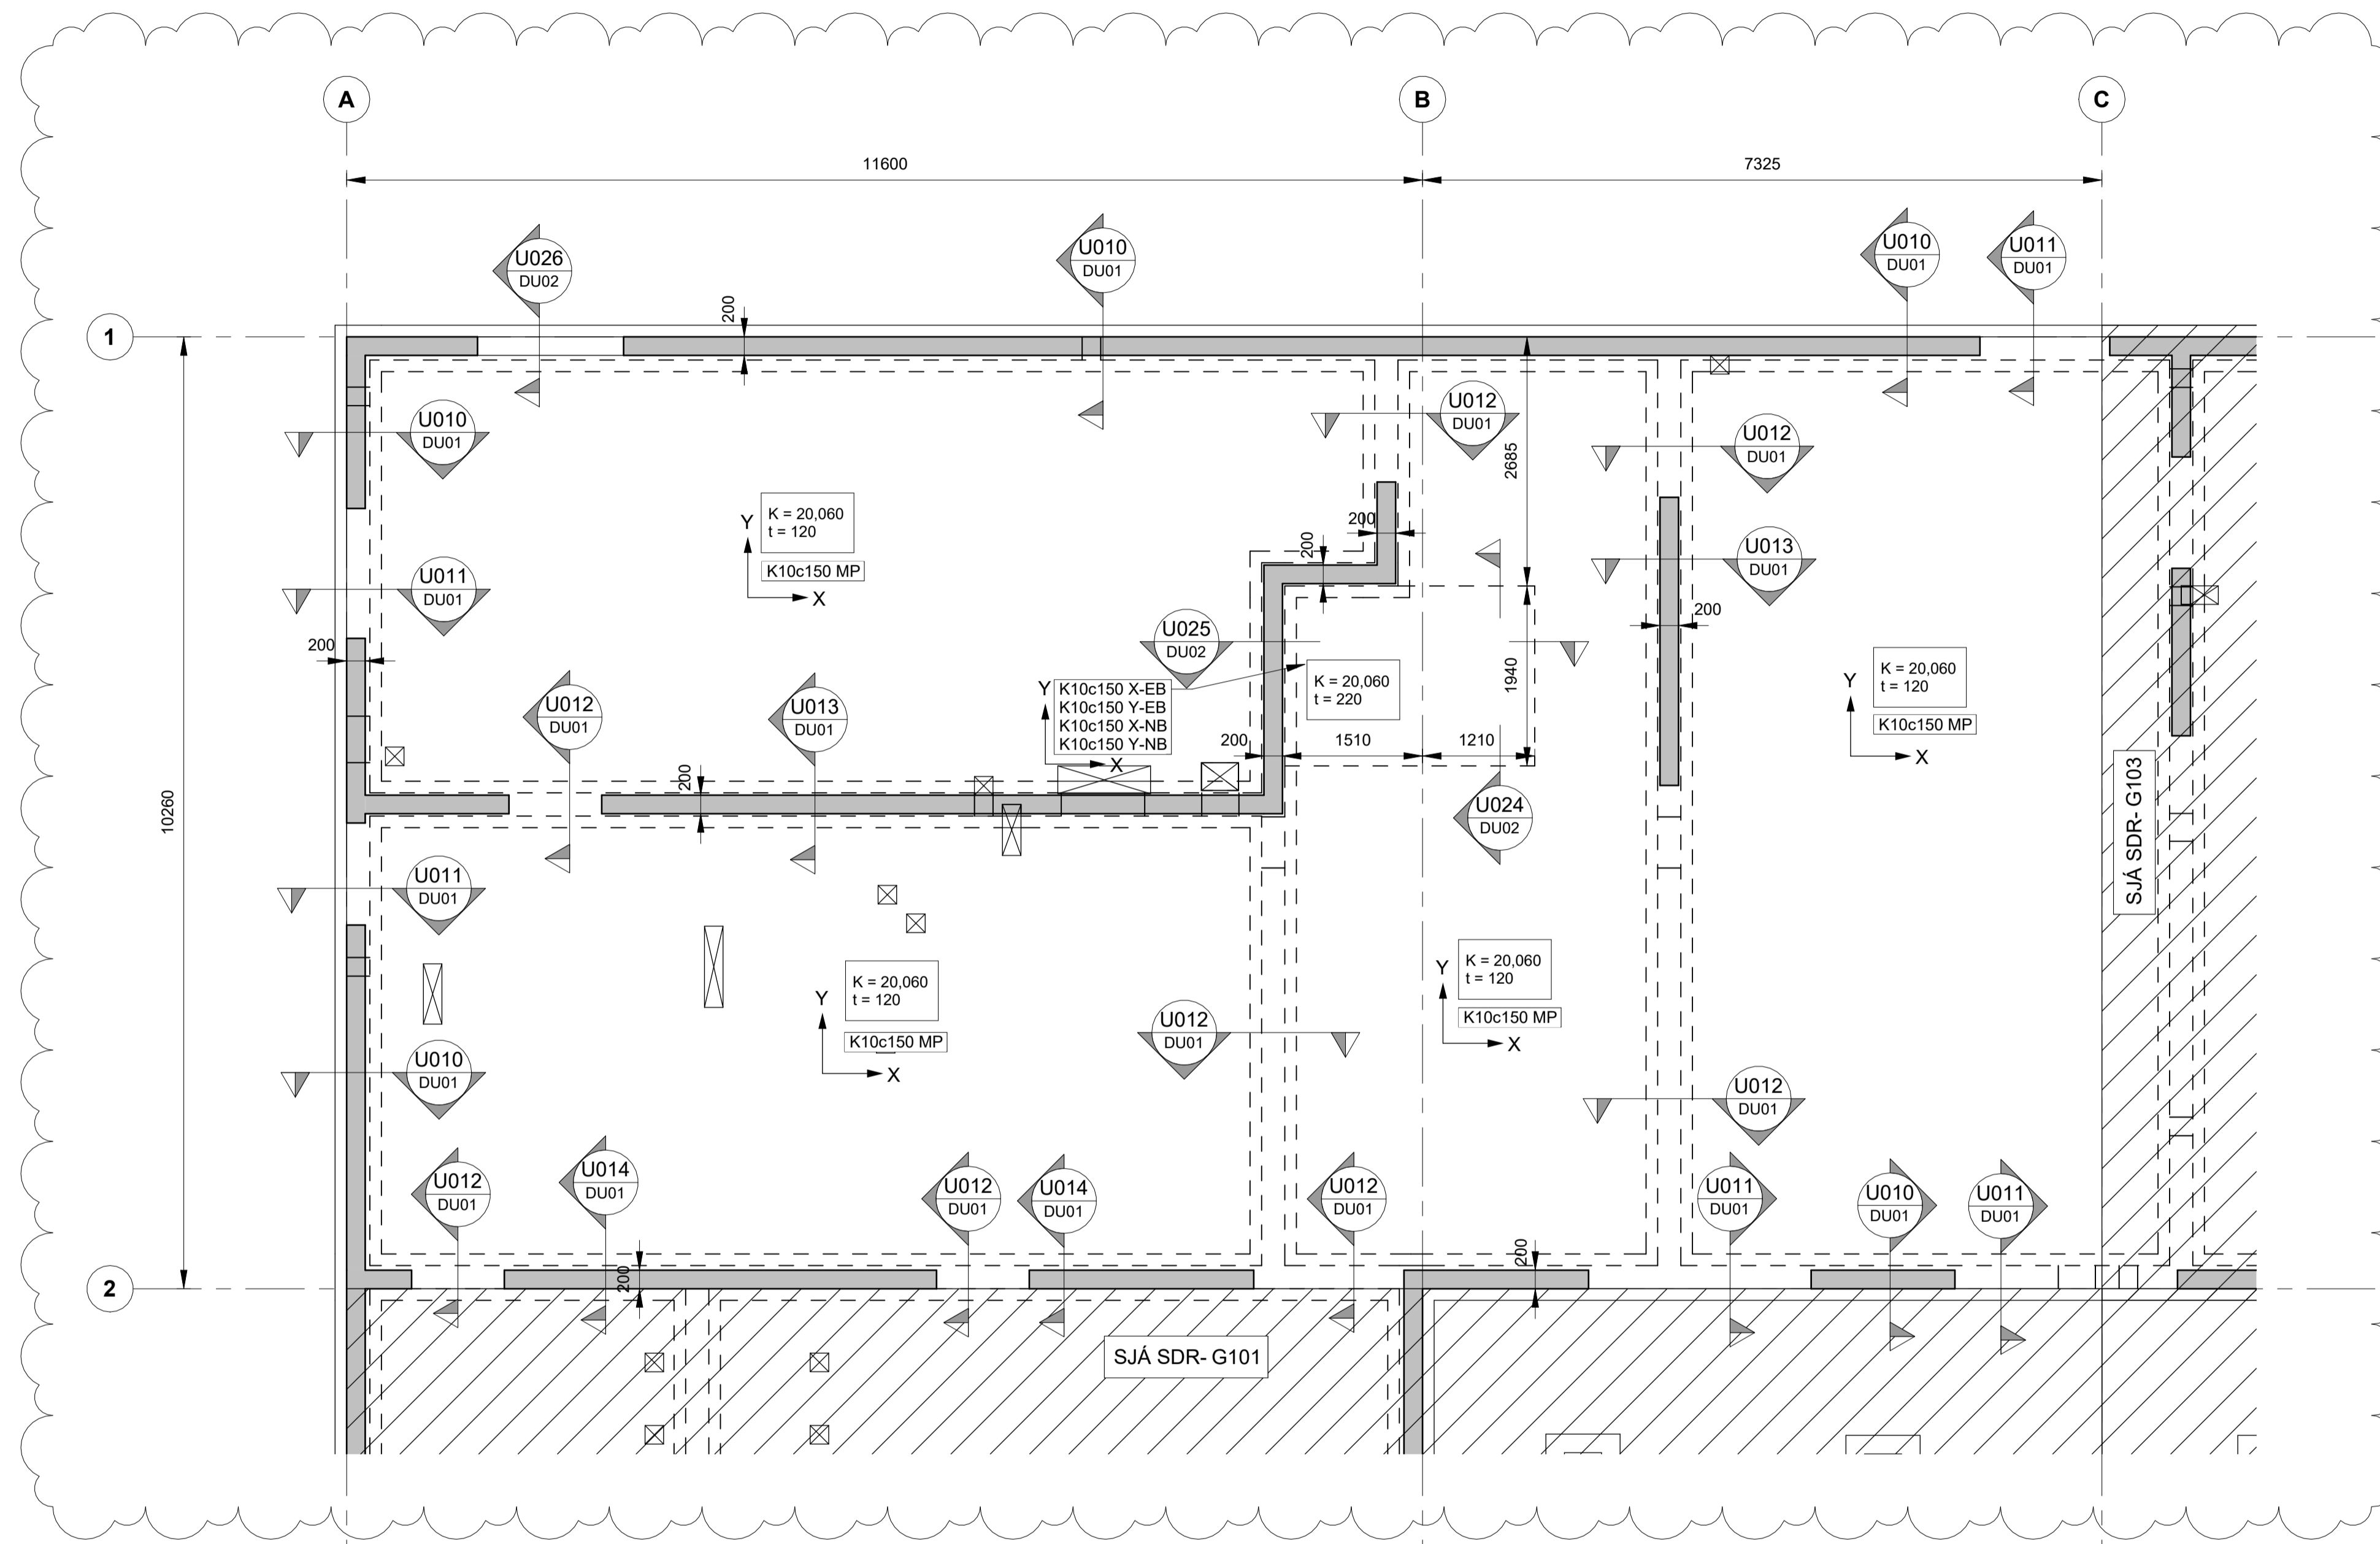 A
B
C
11600
7325
U026
DU02
U010
DU01
U010
DU01
U011
DU01
200
1
U010
DU01
U012
DU01
U012
DU01
2685
K = 20,060
t = 120
Y
K10c150 MP
X
200
200
U013
DU01
U011
DU01
U025
DU02
200
200
K = 20,060
t = 120
Y
K10c150 MP
X
1940
K = 20,060
t = 220
Y
K10c150 X-EB
K10c150 Y-EB
K10c150 X-NB
K10c150 Y-NB
X
U012
DU01
U013
DU01
200
1510
1210
200
10260
U024
DU02
SJÁ SDR- G103
U011
DU01
K = 20,060
t = 120
Y
K10c150 MP
X
K = 20,060
t = 120
Y
K10c150 MP
X
U012
DU01
U010
DU01
U012
DU01
U012
DU01
U014
DU01
U012
DU01
U014
DU01
U012
DU01
U011
DU01
U010
DU01
U011
DU01
200
200
2
SJÁ SDR- G101